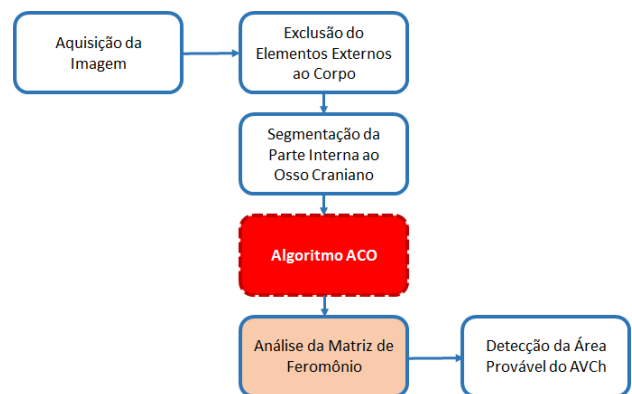 Aquisição da
Imagem
Exclusão do
Elementos Externos
ao Corpo
Segmentação da
Parte Interna ao
Osso Craniano
Algoritmo ACO
Análise da Matriz de
Feromônio
Detecção da Área
Provável do AVCh